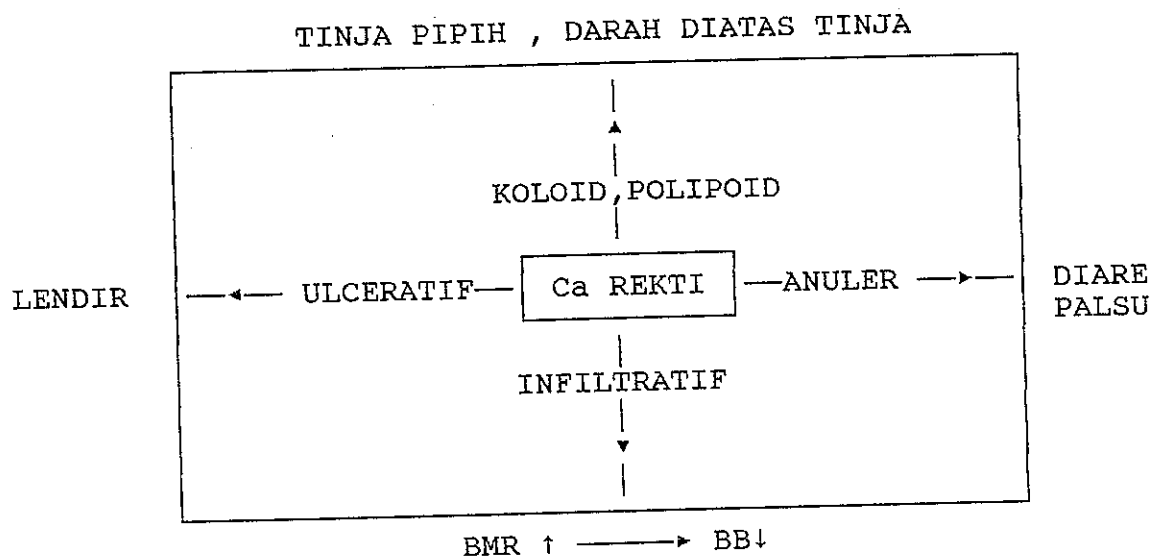 TINJA PIPIH , DARAH DIATAS TINJA
KOLOID,POLIPOID
LENDIR
ULCERATIF
Ca REKTI
ANULER
DIARE
PALSU
INFILTRATIF
BMR ↑ → BB↓